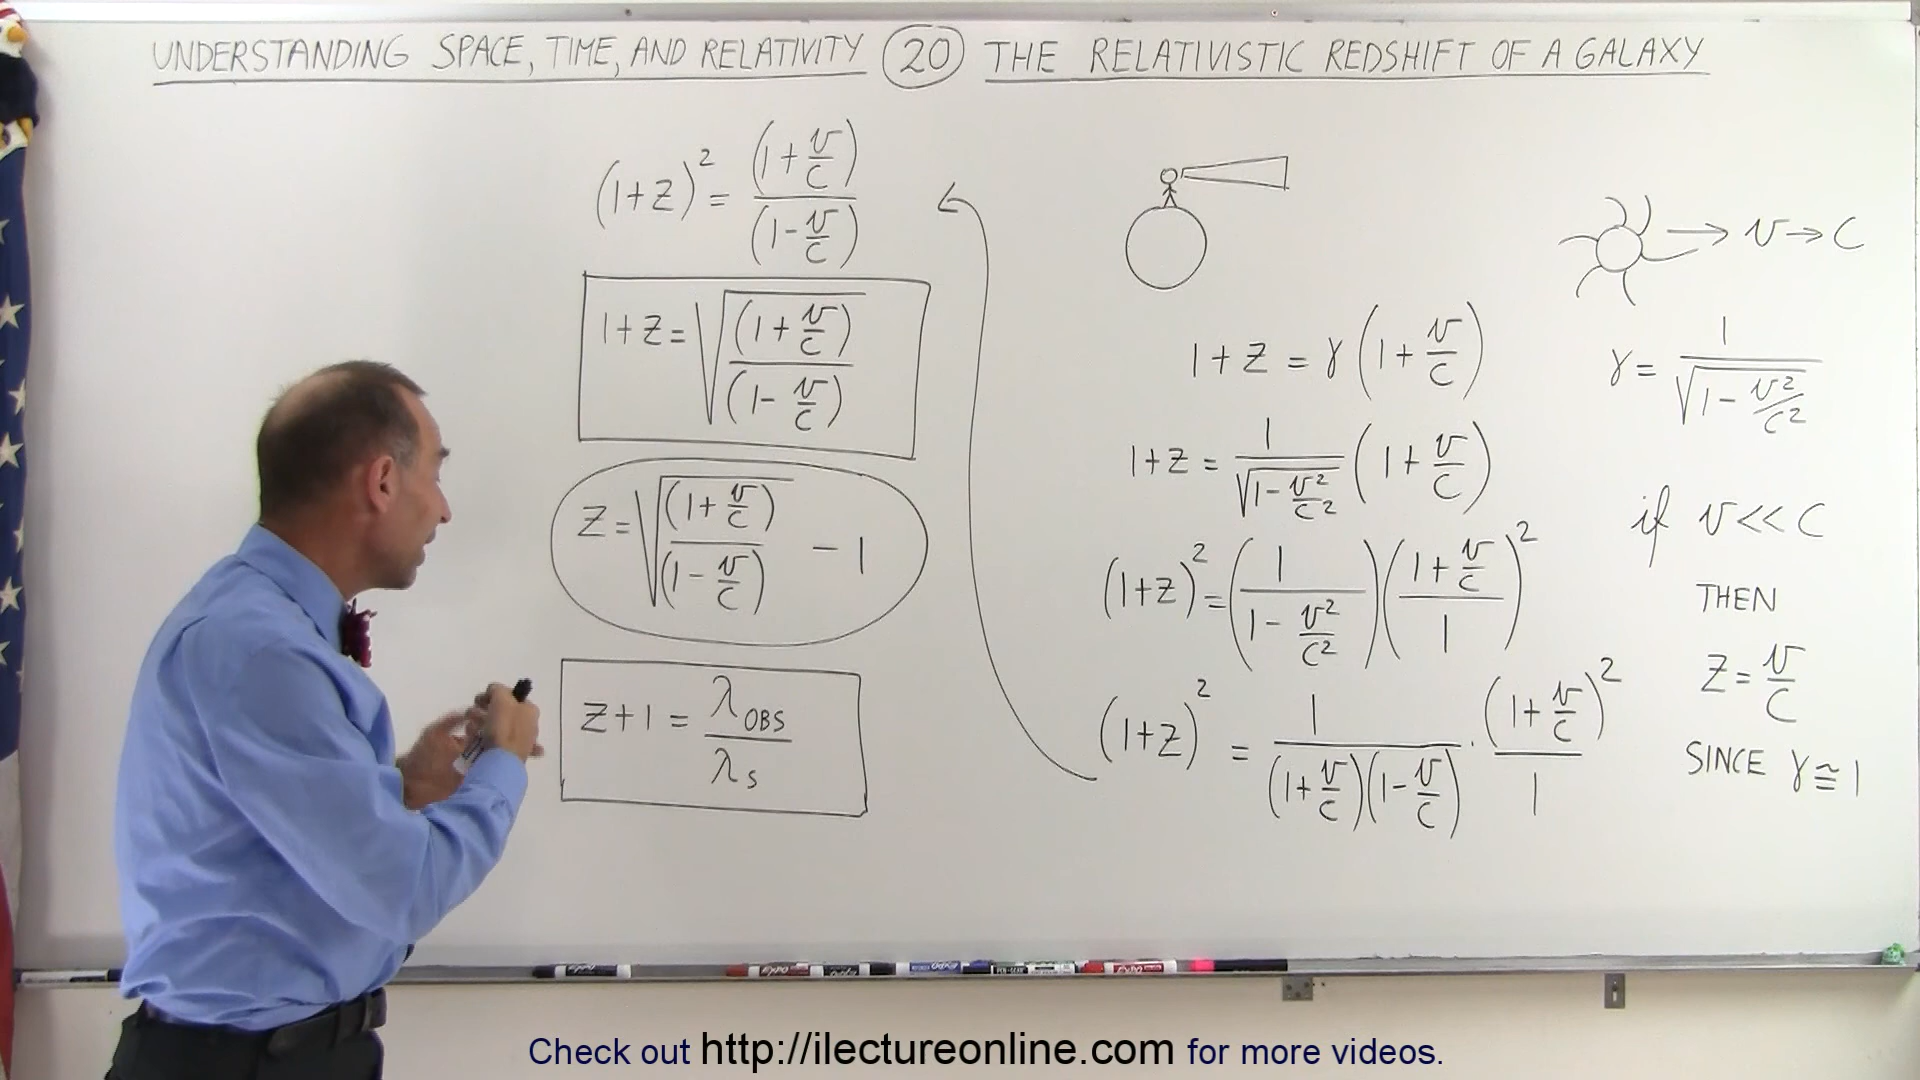 UNDERSTANDING SPACE, TIME, AND RELATIVITY 20 THE RELATIVISTIC REDSHIFT OF A GALAXY
(1+z)² = (1+v/c) / (1-v/c)
1+z = √((1+v/c) / (1-v/c))
z = √((1+v/c) / (1-v/c)) - 1
z+1 = λOBS / λS
→ v→c
1+z = γ(1+v/c)
γ = 1 / √(1-v²/c²)
1+z = 1 / √(1-v²/c²) (1+v/c)
(1+z)² = (1 / (1-v²/c²)) ((1+v/c) / 1)²
(1+z)² = 1 / ((1+v/c)(1-v/c)) · (1+v/c)² / 1
if v<<c
THEN
z = v/c
SINCE γ≅1
EXPO
EXPO
Check out http://ilectureonline.com for more videos.